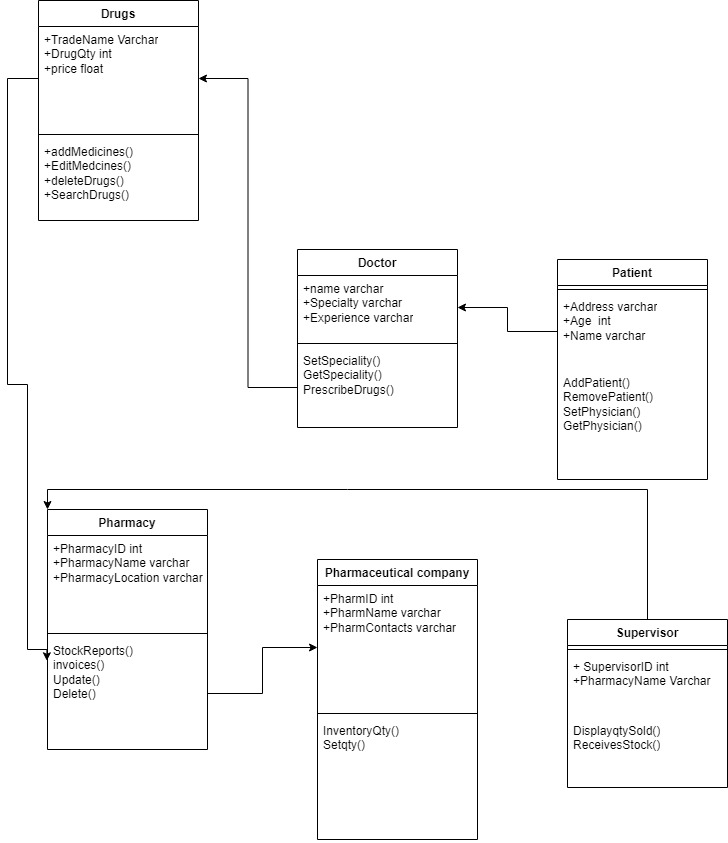 Drugs
+TradeName Varchar
+DrugQty int
+price float
+addMedicines()
+EditMedcines()
+deleteDrugs()
+SearchDrugs()
Doctor
+name varchar
+Specialty varchar
+Experience varchar
SetSpeciality()
GetSpeciality()
PrescribeDrugs()
Patient
+Address varchar
+Age  int
+Name varchar
AddPatient()
RemovePatient()
SetPhysician()
GetPhysician()
Pharmacy
+PharmacyID int
+PharmacyName varchar
+PharmacyLocation varchar
StockReports()
invoices()
Update()
Delete()
Pharmaceutical company
+PharmID int
+PharmName varchar
+PharmContacts varchar
InventoryQty()
Setqty()
Supervisor
+ SupervisorID int
+PharmacyName Varchar
DisplayqtySold()
ReceivesStock()